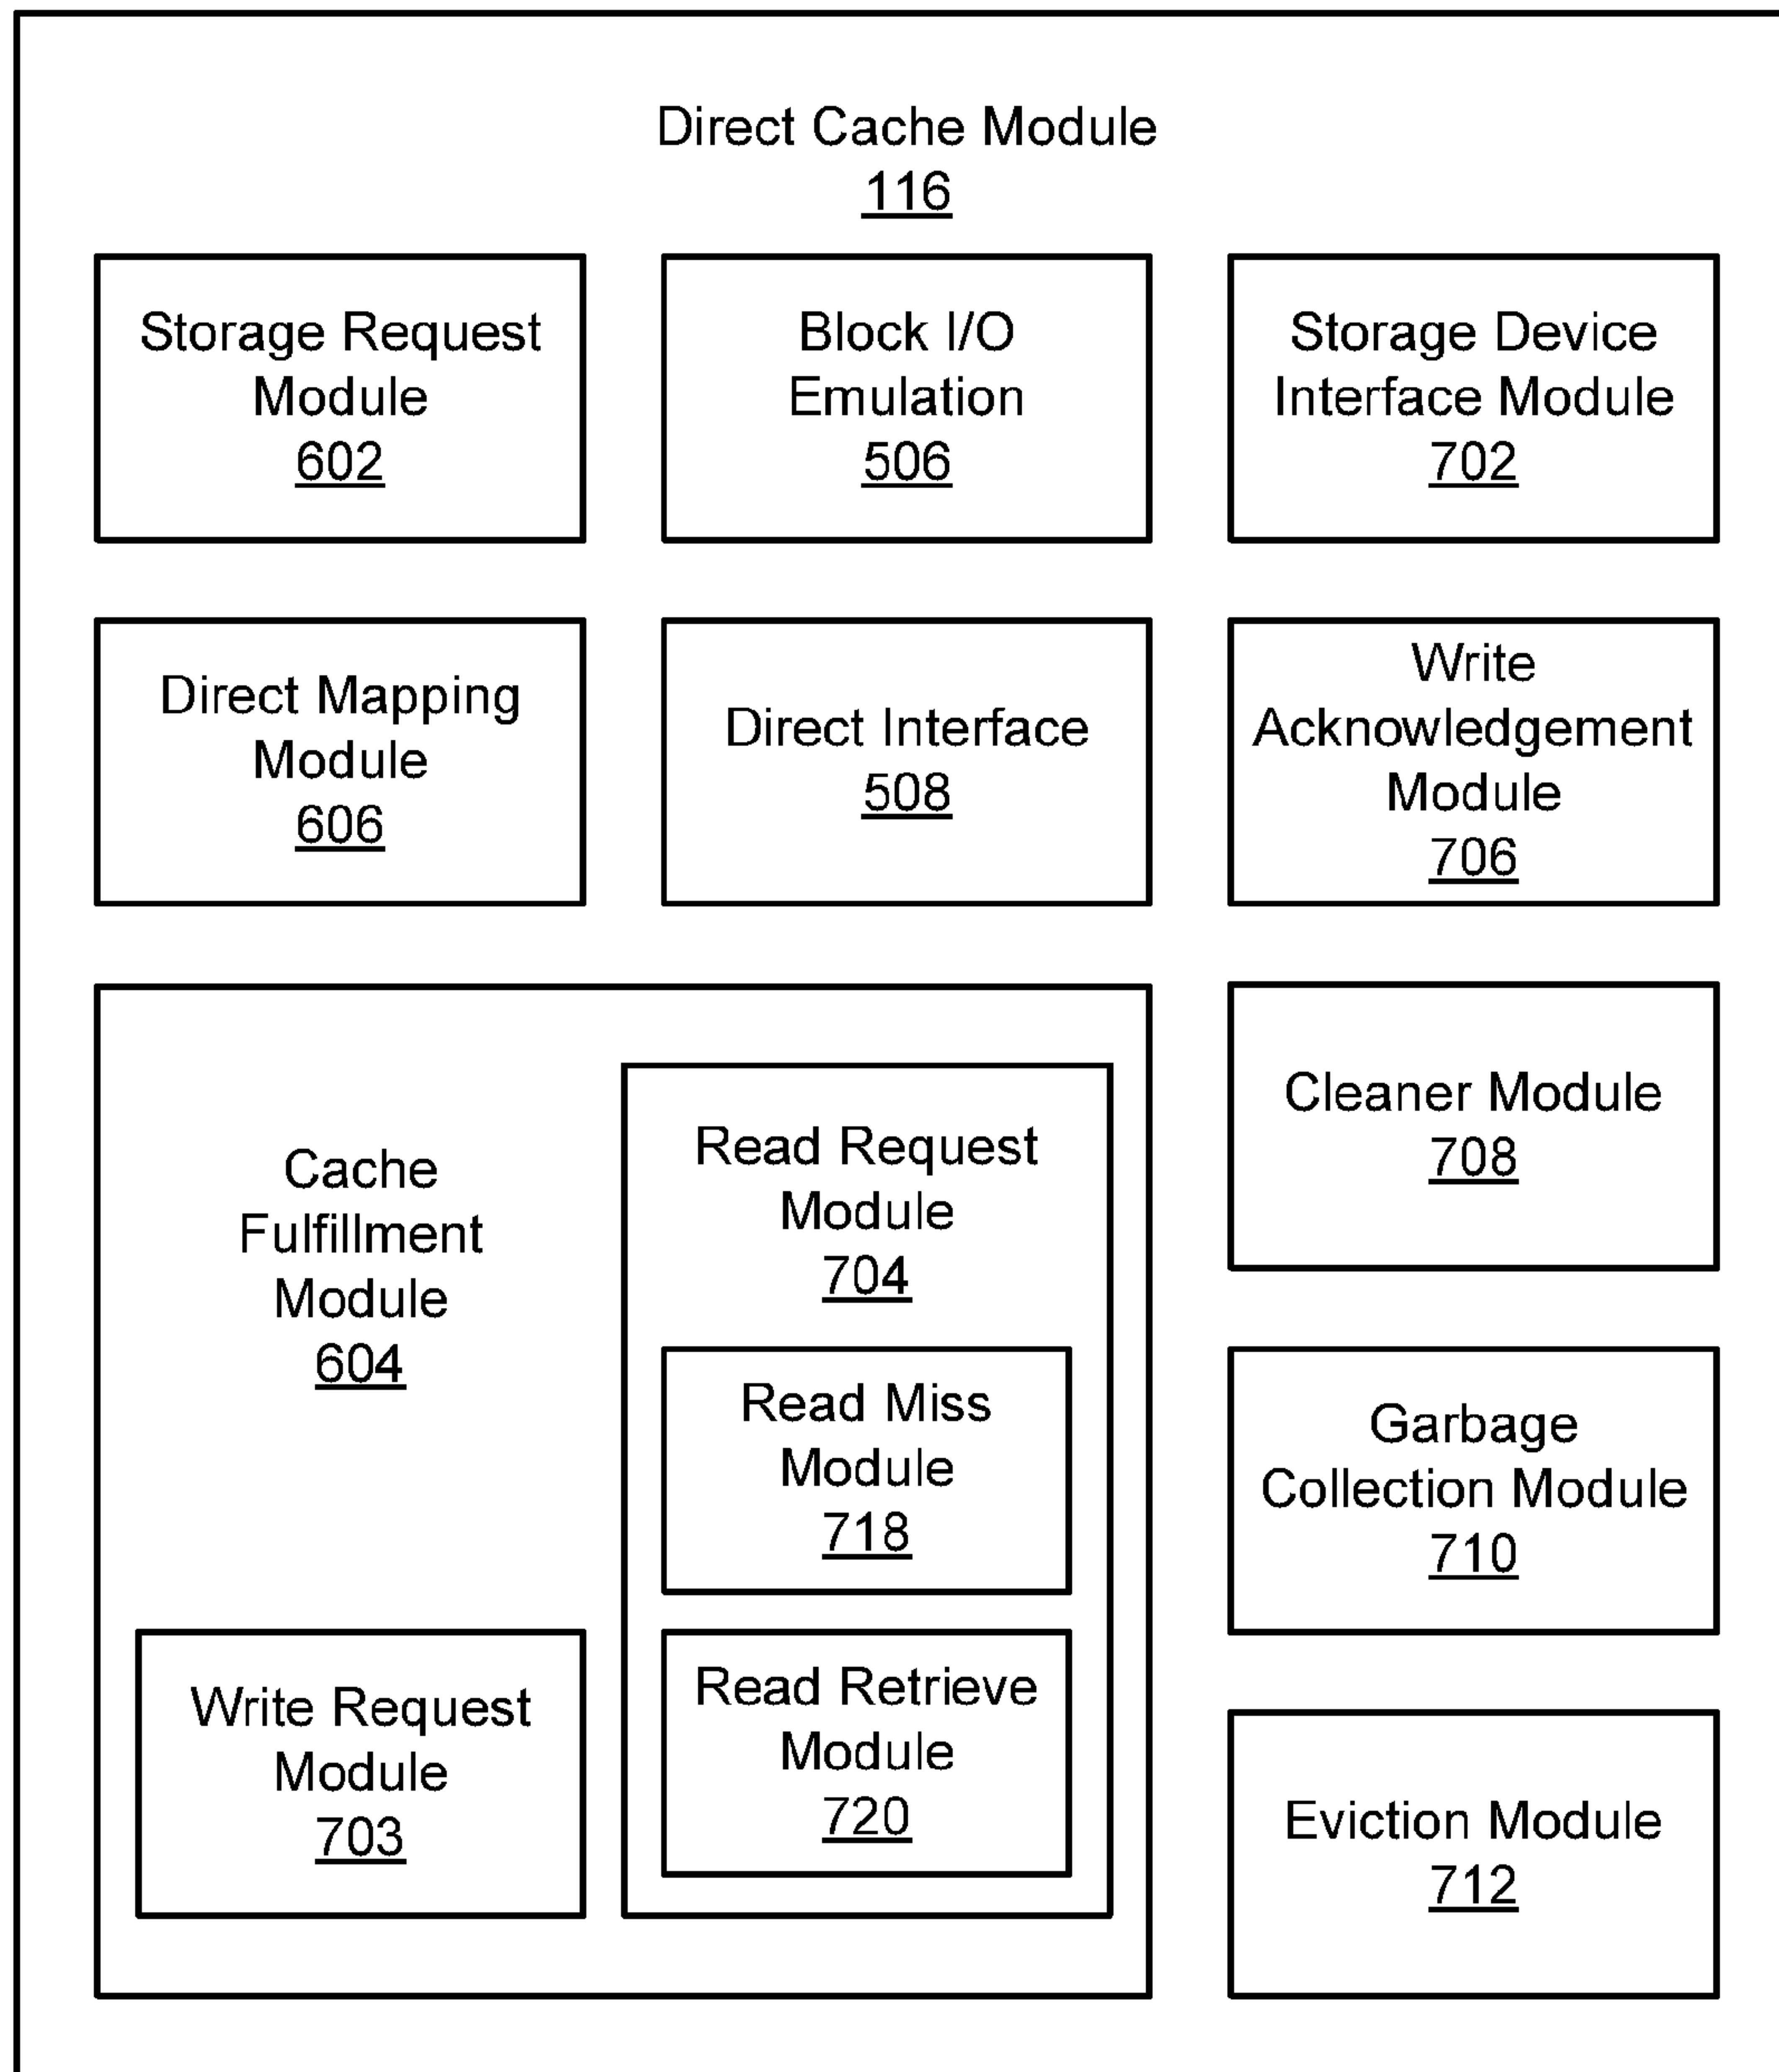 Direct Cache Module
116
Storage Request
Module
602
Block I/O
Emulation
506
Storage Device
Interface Module
702
Direct Mapping
Module
606
Direct Interface
508
Write
Acknowledgement
Module
706
Cache
Fulfillment
Module
604
Write Request
Module
703
Read Request
Module
704
Read Miss
Module
718
Read Retrieve
Module
720
Cleaner Module
708
Garbage
Collection Module
710
Eviction Module
712